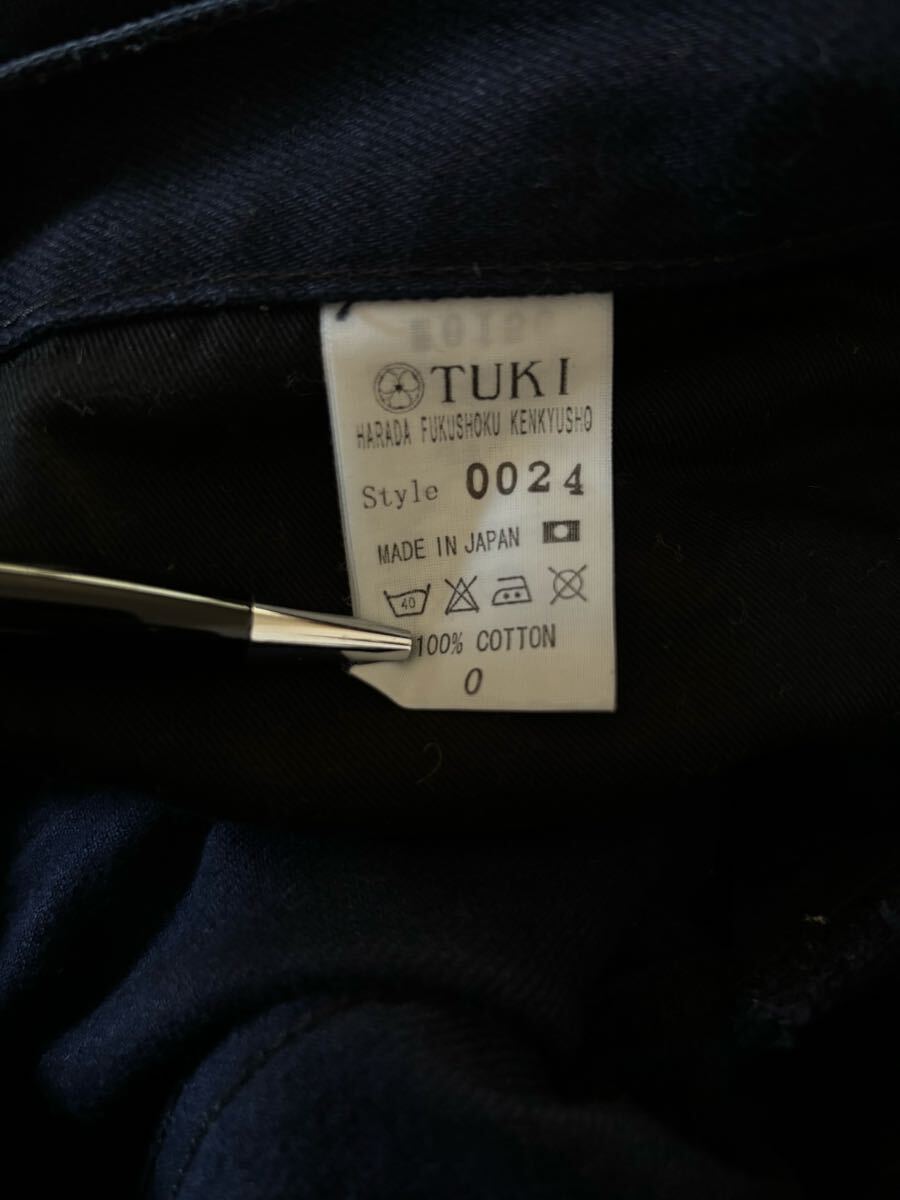 TUKI
HARADA FUKUSHOKU KENKYUSHO
Style 0024
MADE IN JAPAN
40
100% COTTON
0